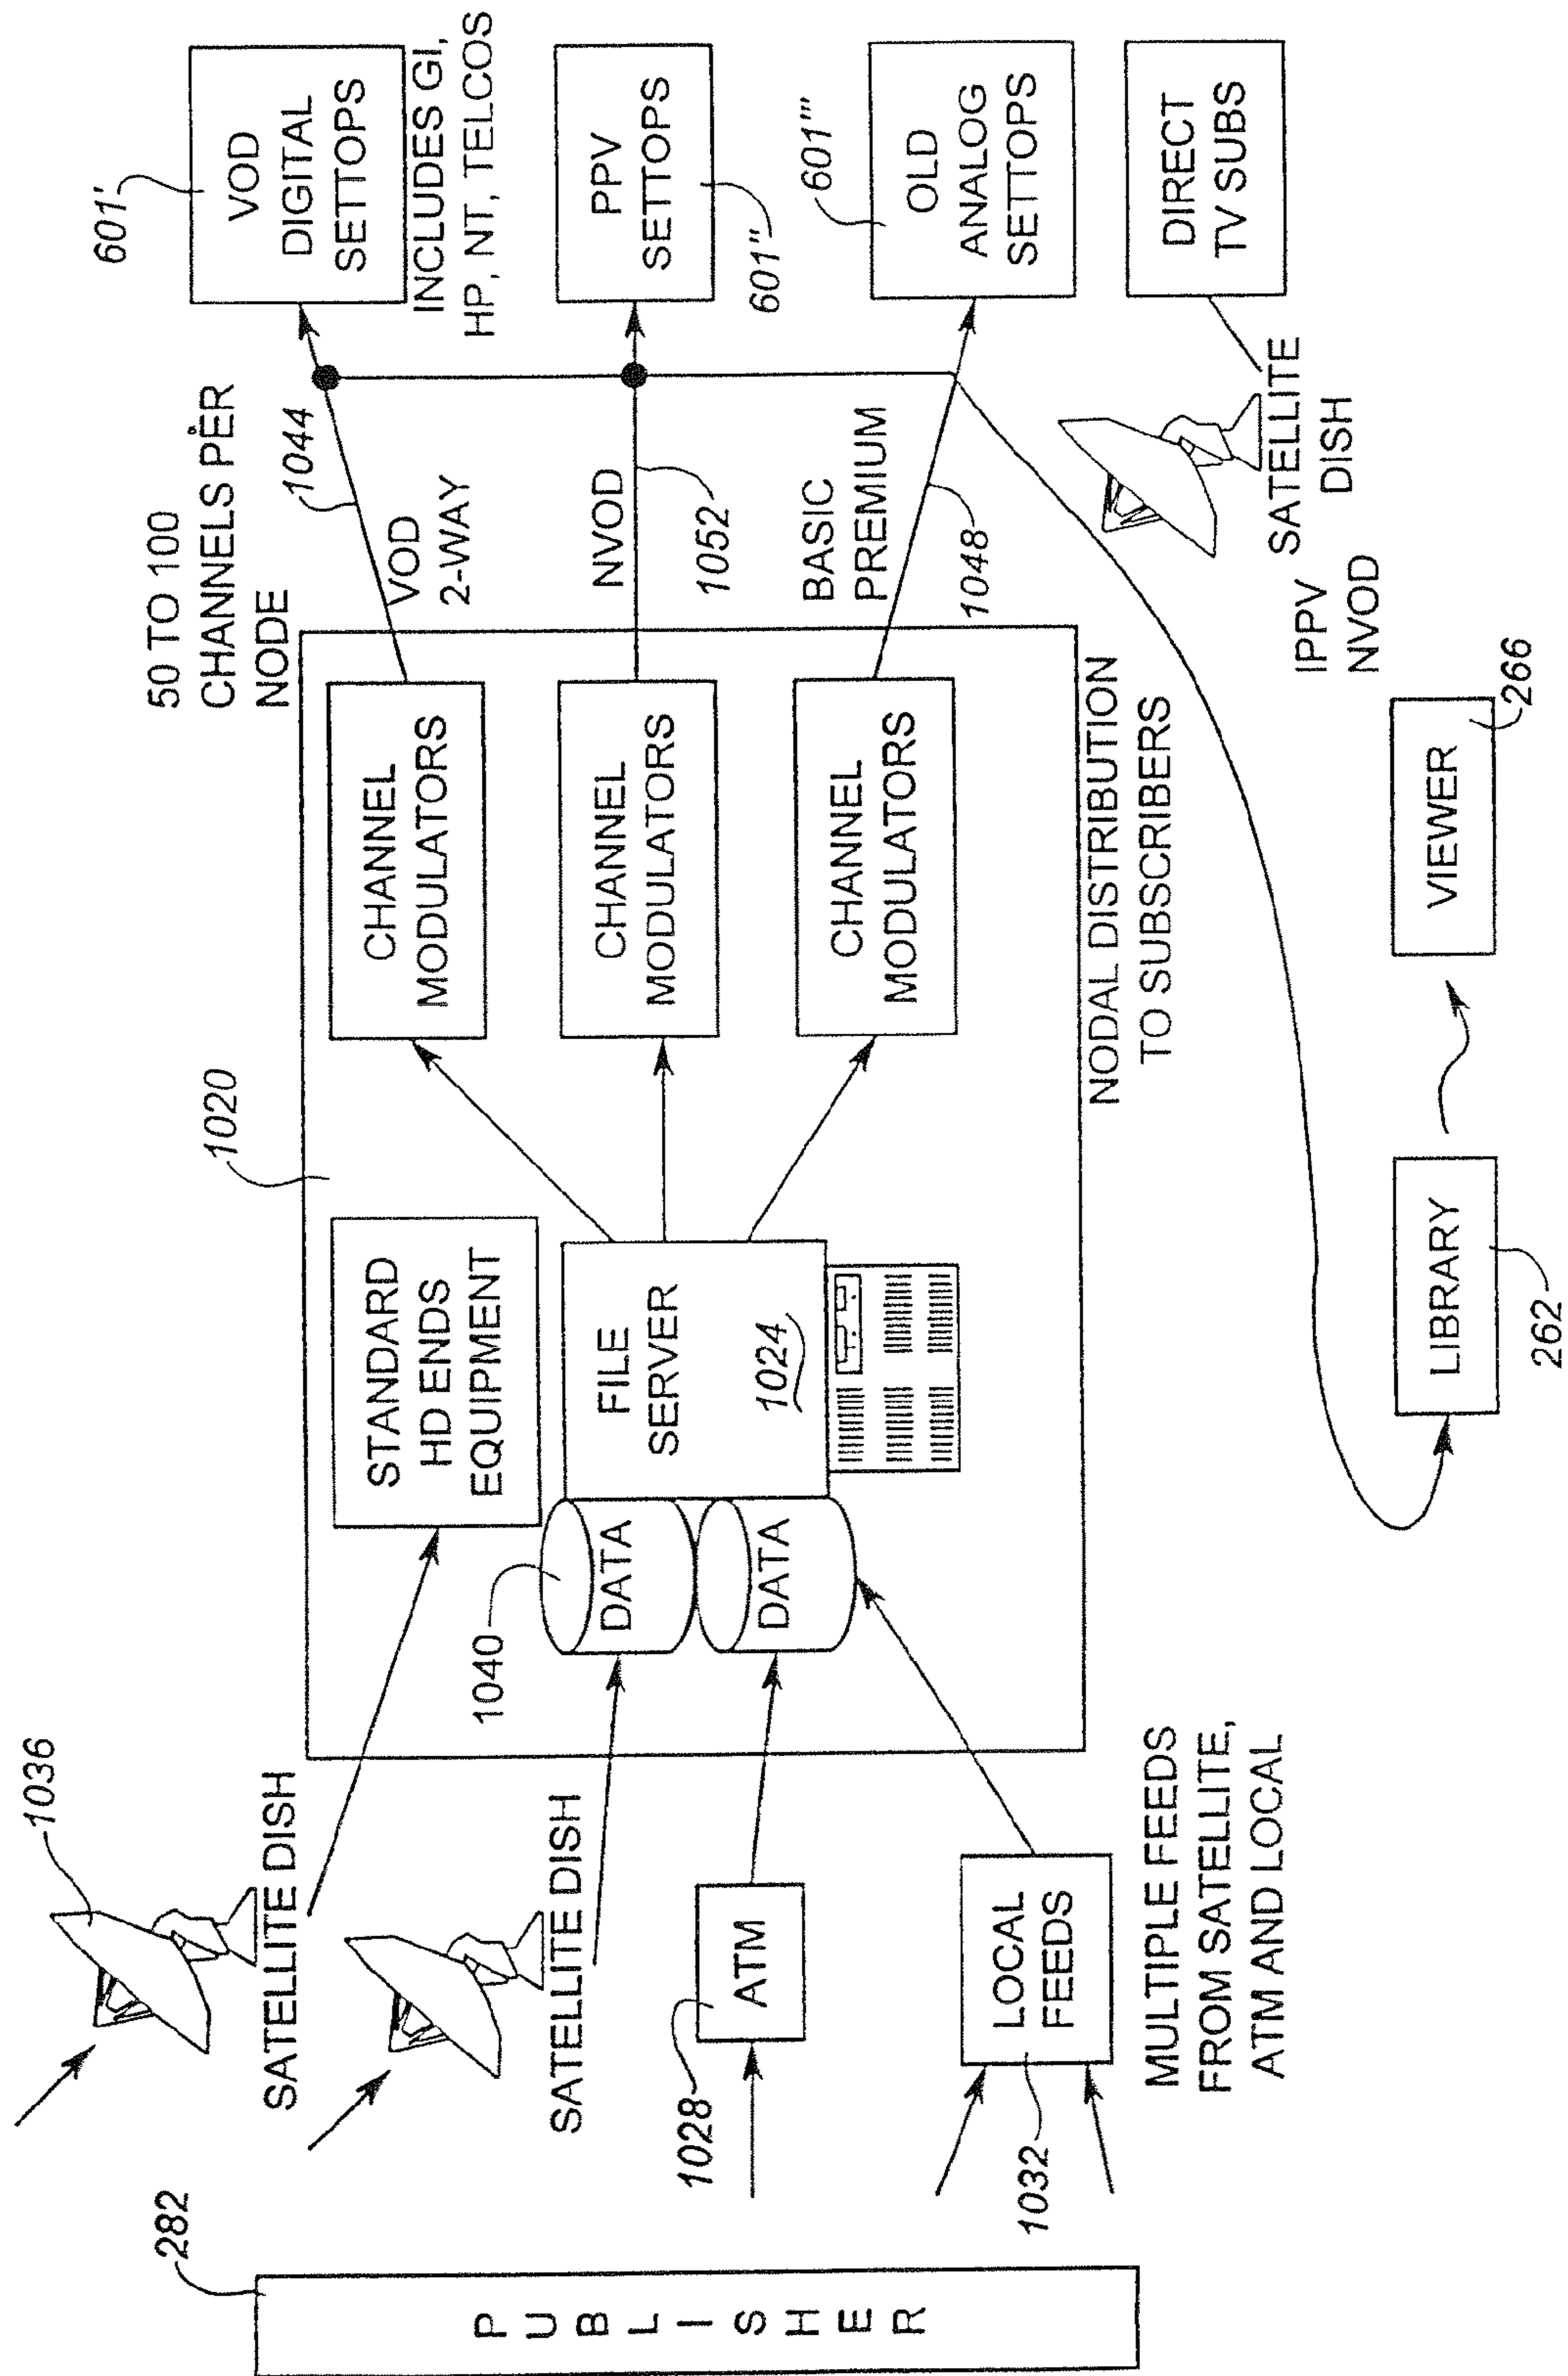 282
P U B L I S H E R
1036
SATELLITE DISH
SATELLITE DISH
1028
ATM
1032
LOCAL
FEEDS
MULTIPLE FEEDS
FROM SATELLITE,
ATM AND LOCAL
1020
STANDARD
HD ENDS
EQUIPMENT
1040
DATA
DATA
FILE
SERVER
1024
CHANNEL
MODULATORS
CHANNEL
MODULATORS
CHANNEL
MODULATORS
NODAL DISTRIBUTION
TO SUBSCRIBERS
50 TO 100
CHANNELS PER
NODE
1044
VOD
2-WAY
NVOD
1052
BASIC
PREMIUM
1048
601'
VOD
DIGITAL
SETTOPS
INCLUDES GI,
HP, NT, TELCOS
PPV
SETTOPS
601"
601'''
OLD
ANALOG
SETTOPS
DIRECT
TV SUBS
SATELLITE
DISH
IPPV
NVOD
LIBRARY
262
VIEWER
266